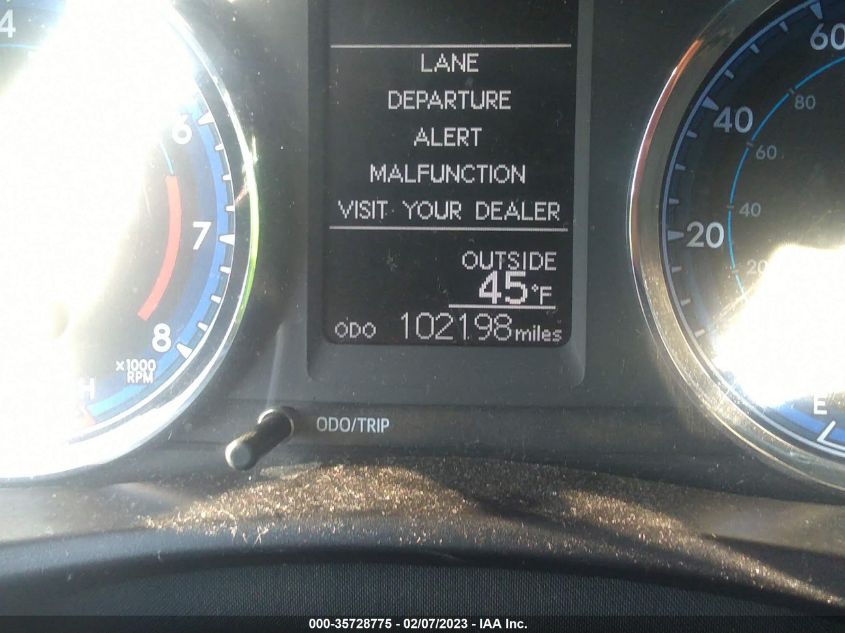 4
6
7
8
x1000
RPM
H
LANE
DEPARTURE
ALERT
MALFUNCTION
VISIT YOUR DEALER
OUTSIDE
45°F
ODO 102198 miles
ODO/TRIP
60
80
40
60
40
20
20
E
000-35728775 - 02/07/2023 - IAA Inc.